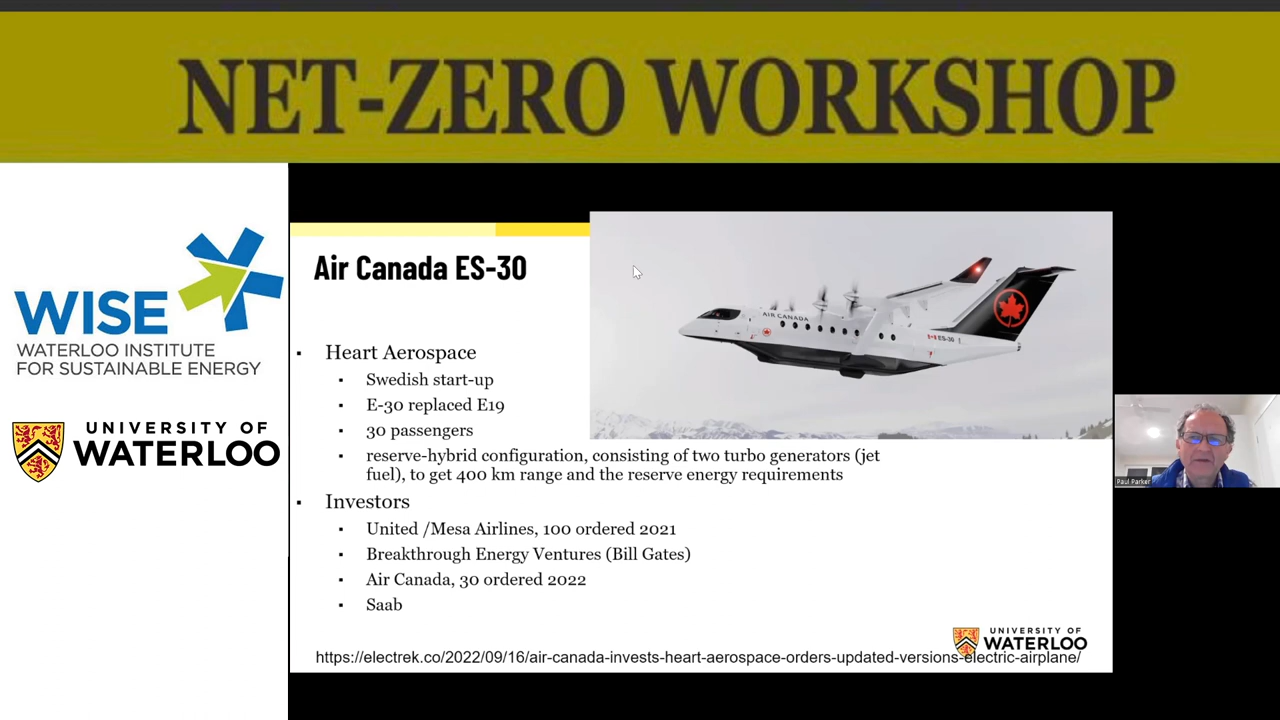 NET-ZERO WORKSHOP
WISE
WATERLOO INSTITUTE
FOR SUSTAINABLE ENERGY
UNIVERSITY OF
WATERLOO
Air Canada ES-30
AIR CANADA
ES-30
▪ Heart Aerospace
▪ Swedish start-up
▪ E-30 replaced E19
▪ 30 passengers
▪ reserve-hybrid configuration, consisting of two turbo generators (jet
fuel), to get 400 km range and the reserve energy requirements
▪ Investors
▪ United /Mesa Airlines, 100 ordered 2021
▪ Breakthrough Energy Ventures (Bill Gates)
▪ Air Canada, 30 ordered 2022
▪ Saab
UNIVERSITY OF
WATERLOO
https://electrek.co/2022/09/16/air-canada-invests-heart-aerospace-orders-updated-versions-electric-airplane/
Paul Parker